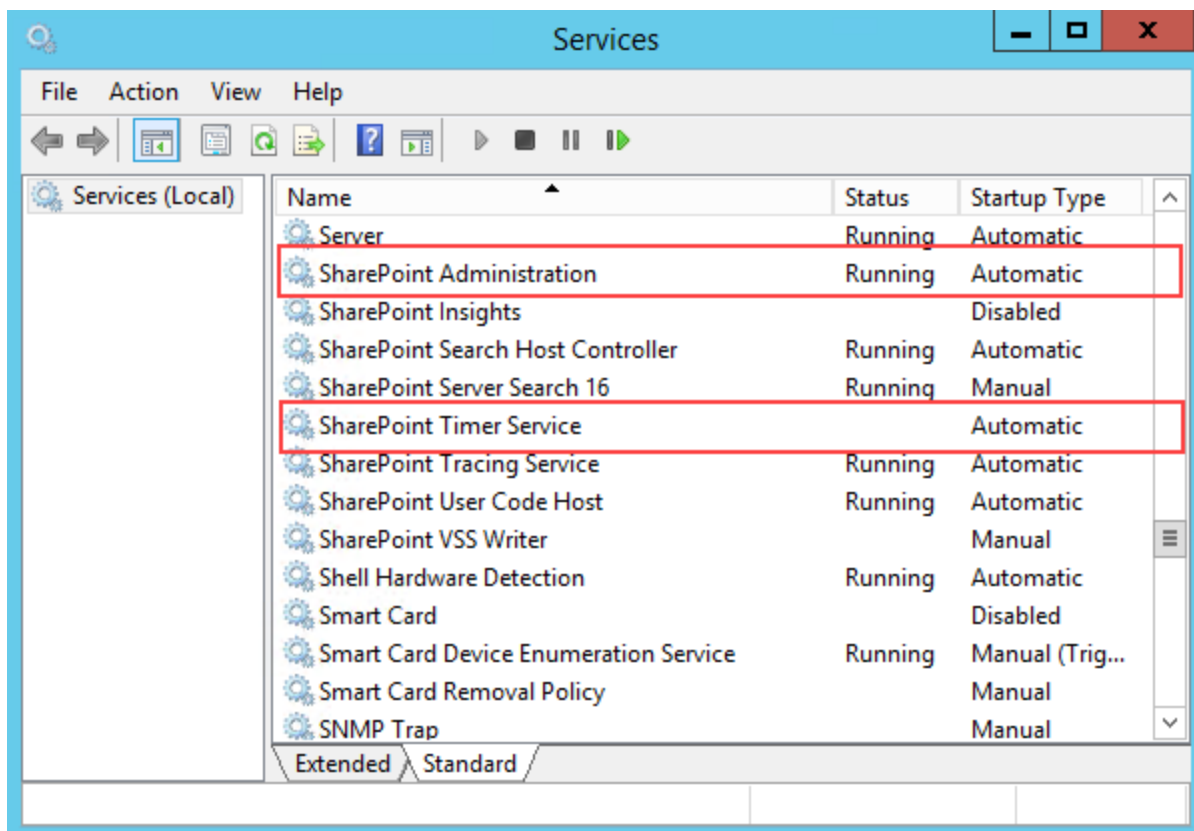 Services
File Action View Help
Services (Local)
Name Status Startup Type
Server Running Automatic
SharePoint Administration Running Automatic
SharePoint Insights Disabled
SharePoint Search Host Controller Running Automatic
SharePoint Server Search 16 Running Manual
SharePoint Timer Service Automatic
SharePoint Tracing Service Running Automatic
SharePoint User Code Host Running Automatic
SharePoint VSS Writer Manual
Shell Hardware Detection Running Automatic
Smart Card Disabled
Smart Card Device Enumeration Service Running Manual (Trig...
Smart Card Removal Policy Manual
SNMP Trap Manual
Extended Standard